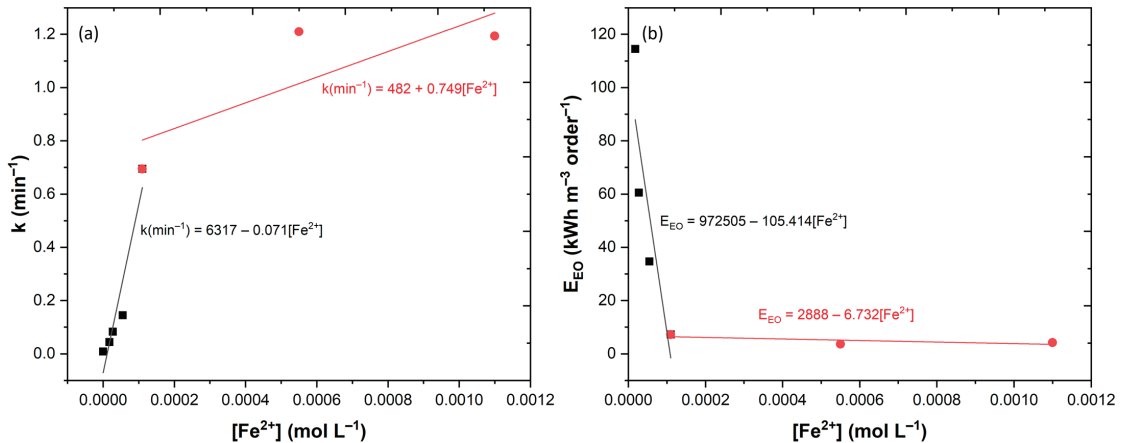 (a)
1.2
1.0
0.8
0.6
0.4
0.2
0.0
k (min⁻¹)
k(min⁻¹) = 482 + 0.749[Fe²⁺]
k(min⁻¹) = 6317 – 0.071[Fe²⁺]
0.0000 0.0002 0.0004 0.0006 0.0008 0.0010 0.0012
[Fe²⁺] (mol L⁻¹)
(b)
120
100
80
60
40
20
0
E_EO (kWh m⁻³ order⁻¹)
E_EO = 972505 – 105.414[Fe²⁺]
E_EO = 2888 – 6.732[Fe²⁺]
0.0000 0.0002 0.0004 0.0006 0.0008 0.0010 0.0012
[Fe²⁺] (mol L⁻¹)